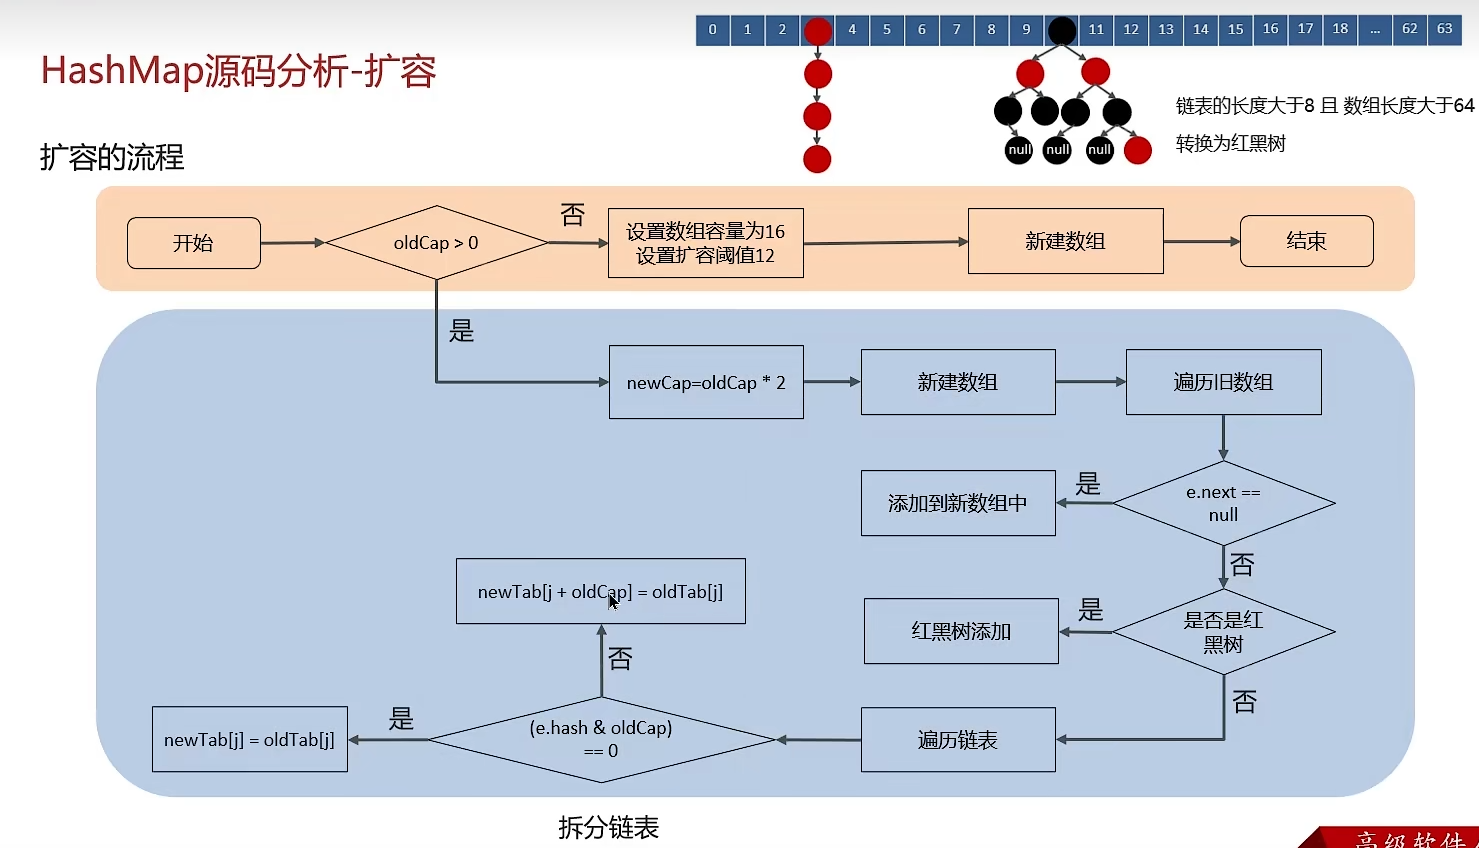 0 1 2 4 5 6 7 8 9 11 12 13 14 15 16 17 18 ... 62 63
HashMap源码分析-扩容
链表的长度大于8 且 数组长度大于64
转换为红黑树
null null null
扩容的流程
开始
oldCap > 0
否
设置数组容量为16
设置扩容阈值12
新建数组
结束
是
newCap=oldCap * 2
新建数组
遍历旧数组
e.next ==
null
是
添加到新数组中
否
是否是红
黑树
是
红黑树添加
否
遍历链表
(e.hash & oldCap)
== 0
否
newTab[j + oldCap] = oldTab[j]
是
newTab[j] = oldTab[j]
拆分链表
高级软件